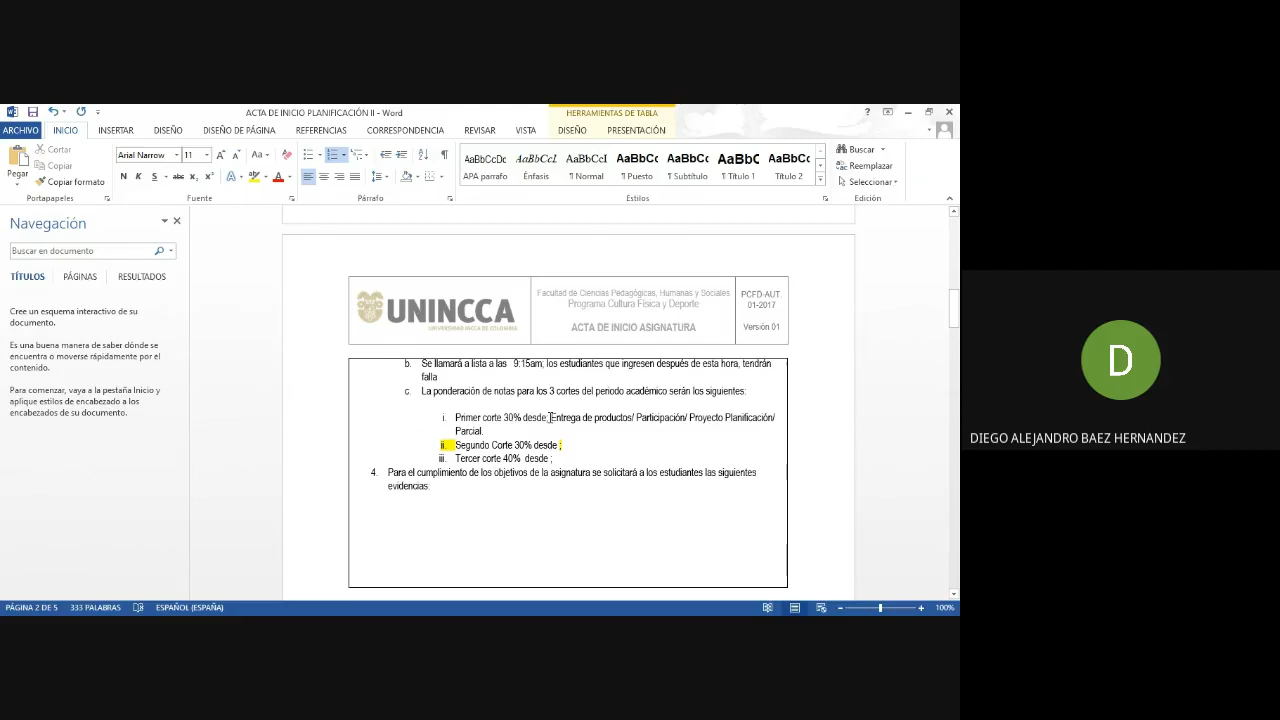 ACTA DE INICIO PLANIFICACIÓN II - Word
HERRAMIENTAS DE TABLA
ARCHIVO INICIO INSERTAR DISEÑO DISEÑO DE PÁGINA REFERENCIAS CORRESPONDENCIA REVISAR VISTA DISEÑO PRESENTACIÓN
Pegar
Cortar
Copiar
Copiar formato
Portapapeles
Arial Narrow 11
Aa
N K S abc x₂ x² A A
Fuente
Párrafo
AaBbCcDc AaBbCcL AaBbCcI AaBbCc AaBbCc AaBbC AaBbCc
APA parrafo Énfasis ¶ Normal ¶ Puesto ¶ Subtítulo ¶ Título 1 Título 2
Estilos
Buscar
Reemplazar
Seleccionar
Edición
Navegación
Buscar en documento
TÍTULOS PÁGINAS RESULTADOS
Cree un esquema interactivo de su
documento.
Es una buena manera de saber dónde se
encuentra o moverse rápidamente por el
contenido.
Para comenzar, vaya a la pestaña Inicio y
aplique estilos de encabezado a los
encabezados de su documento.
UNINCCA
UNIVERSIDAD INCCA DE COLOMBIA
Facultad de Ciencias Pedagógicas, Humanas y Sociales
Programa Cultura Física y Deporte
ACTA DE INICIO ASIGNATURA
PCFD-AUT.
01-2017
Versión 01
b. Se llamará a lista a las 9:15am; los estudiantes que ingresen después de esta hora, tendrán
falla
c. La ponderación de notas para los 3 cortes del periodo académico serán los siguientes:
i. Primer corte 30% desde; Entrega de productos/ Participación/ Proyecto Planificación/
Parcial.
ii. Segundo Corte 30% desde ;
iii. Tercer corte 40% desde ;
4. Para el cumplimiento de los objetivos de la asignatura se solicitará a los estudiantes las siguientes
evidencias:
PÁGINA 2 DE 5 333 PALABRAS ESPAÑOL (ESPAÑA) 100%
D
DIEGO ALEJANDRO BAEZ HERNANDEZ